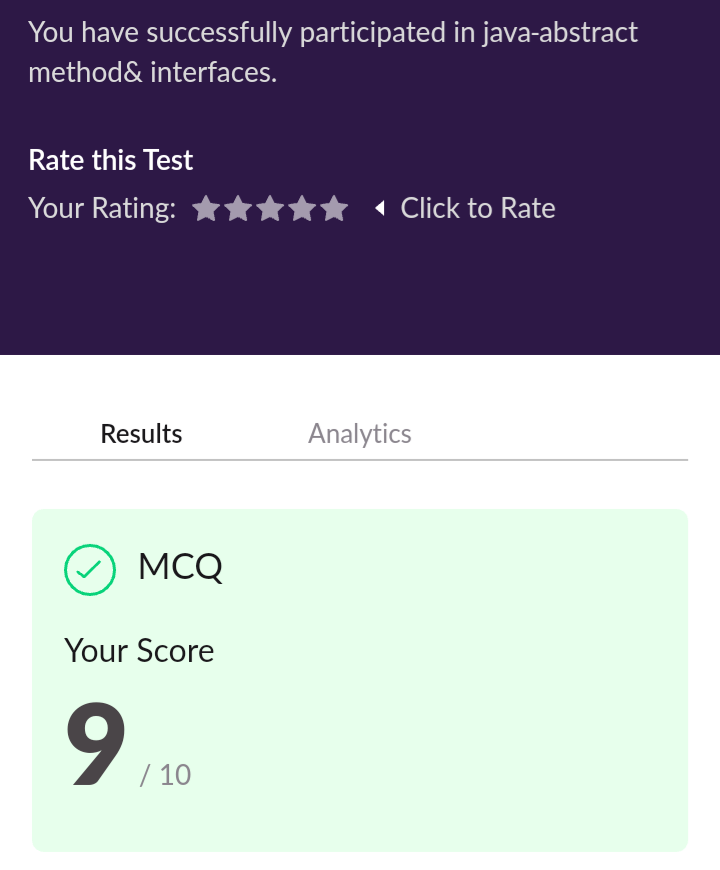 You have successfully participated in java-abstract
method& interfaces.
Rate this Test
Your Rating: Click to Rate
Results Analytics
MCQ
Your Score
9 / 10